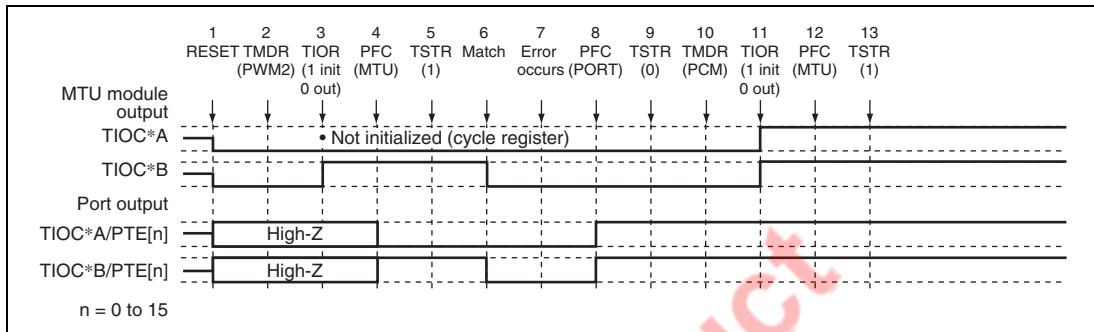 1 2 3 4 5 6 7 8 9 10 11 12 13
RESET TMDR TIOR PFC TSTR Match Error PFC TSTR TMDR TIOR PFC TSTR
(PWM2) (1 init (MTU) (1) occurs (PORT) (0) (PCM) (1 init (MTU) (1)
0 out) 0 out)
MTU module
output
TIOC*A
• Not initialized (cycle register)
TIOC*B
Port output
TIOC*A/PTE[n]
High-Z
TIOC*B/PTE[n]
High-Z
n = 0 to 15
uct